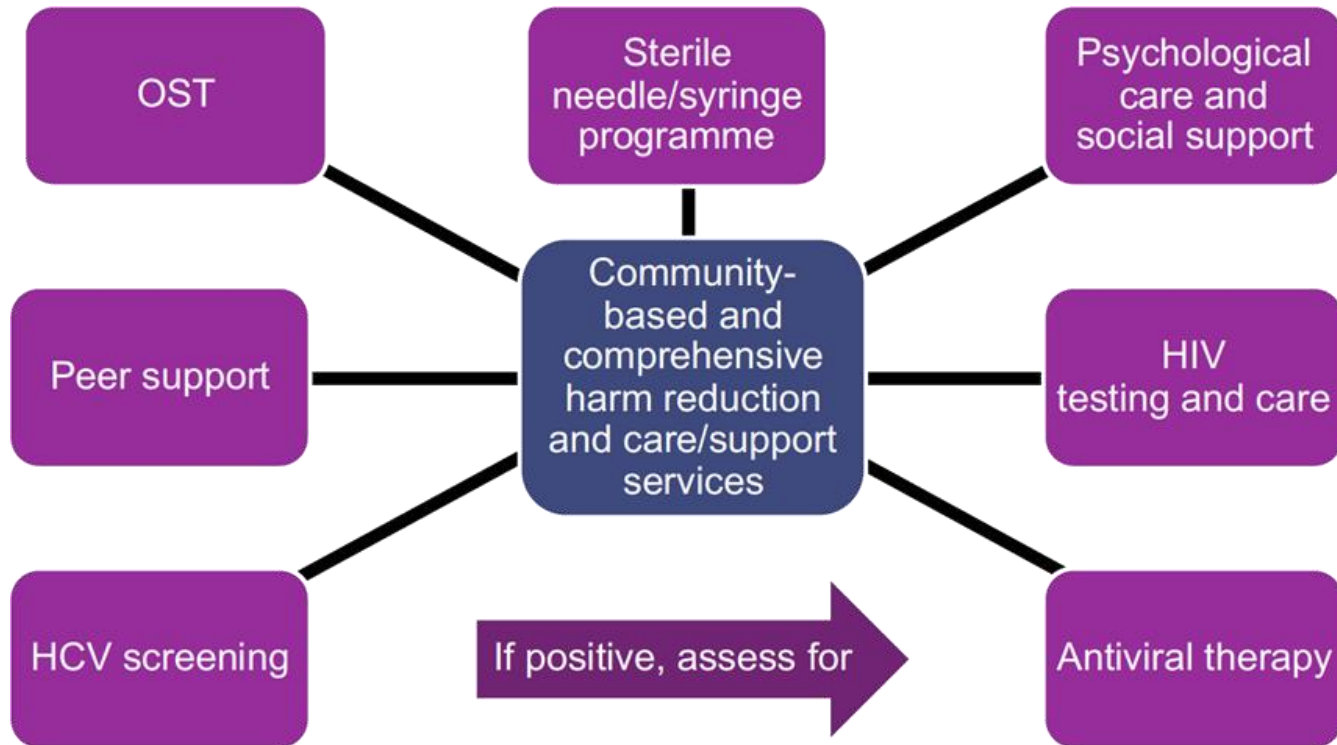 OST
Sterile
needle/syringe
programme
Psychological
care and
social support
Community-
based and
comprehensive
harm reduction
and care/support
services
Peer support
HIV
testing and care
HCV screening
If positive, assess for
Antiviral therapy